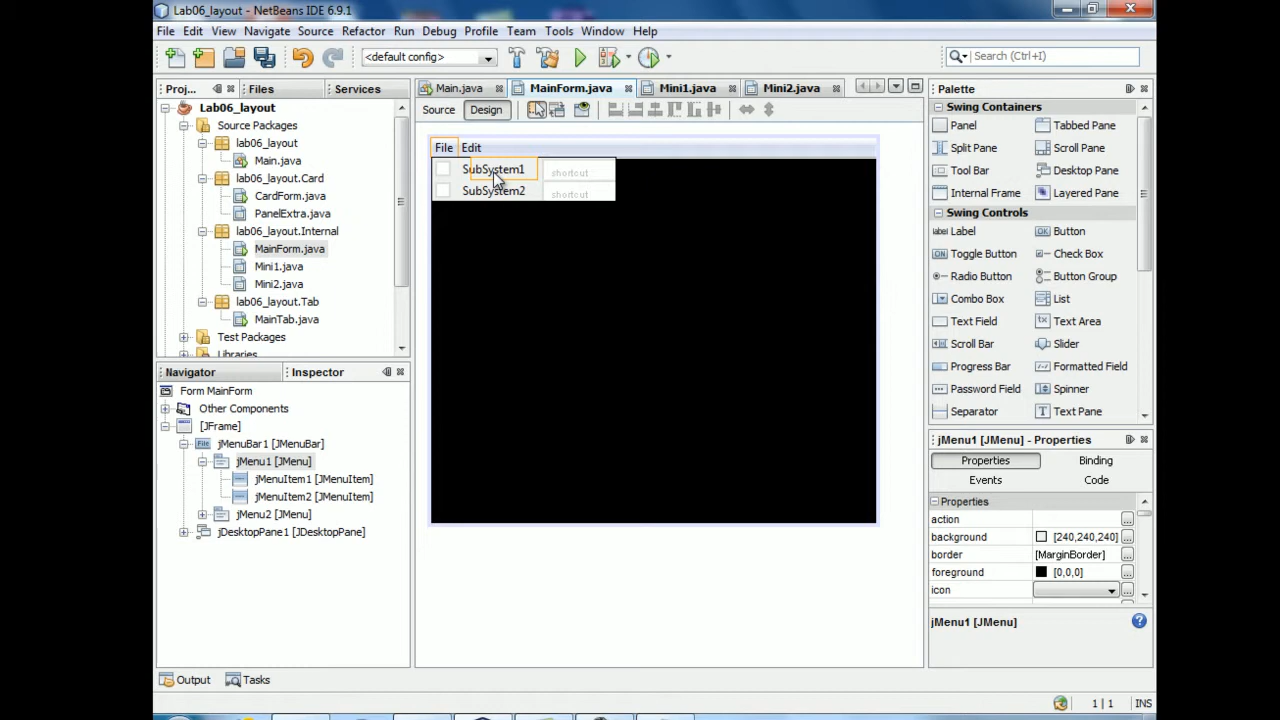 Lab06_layout - NetBeans IDE 6.9.1
File Edit View Navigate Source Refactor Run Debug Profile Team Tools Window Help
<default config>
Search (Ctrl+I)
Proj... Files Services
Lab06_layout
Source Packages
lab06_layout
Main.java
lab06_layout.Card
CardForm.java
PanelExtra.java
lab06_layout.Internal
MainForm.java
Mini1.java
Mini2.java
lab06_layout.Tab
MainTab.java
Test Packages
Libraries
Navigator Inspector
Form MainForm
Other Components
[JFrame]
jMenuBar1 [JMenuBar]
jMenu1 [JMenu]
jMenuItem1 [JMenuItem]
jMenuItem2 [JMenuItem]
jMenu2 [JMenu]
jDesktopPane1 [JDesktopPane]
Main.java MainForm.java Mini1.java Mini2.java
Source Design
File Edit
SubSystem1 shortcut
SubSystem2 shortcut
Palette
Swing Containers
Panel Tabbed Pane
Split Pane Scroll Pane
Tool Bar Desktop Pane
Internal Frame Layered Pane
Swing Controls
label Label OK Button
ON Toggle Button Check Box
Radio Button Button Group
Combo Box List
Text Field Text Area
Scroll Bar Slider
Progress Bar Formatted Field
Password Field Spinner
Separator Text Pane
jMenu1 [JMenu] - Properties
Properties Binding
Events Code
Properties
action ...
background [240,240,240] ...
border [MarginBorder] ...
foreground [0,0,0] ...
icon ...
jMenu1 [JMenu]
Output Tasks
1 | 1 INS